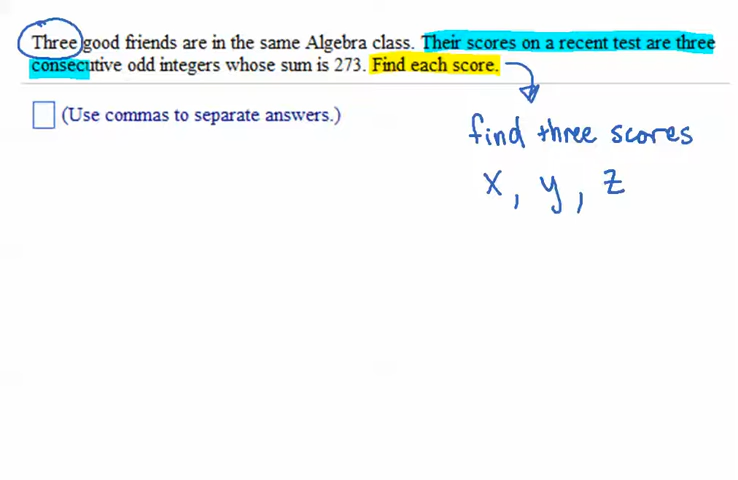 Three good friends are in the same Algebra class. Their scores on a recent test are three
consecutive odd integers whose sum is 273. Find each score.
(Use commas to separate answers.)
find three scores
x, y, z